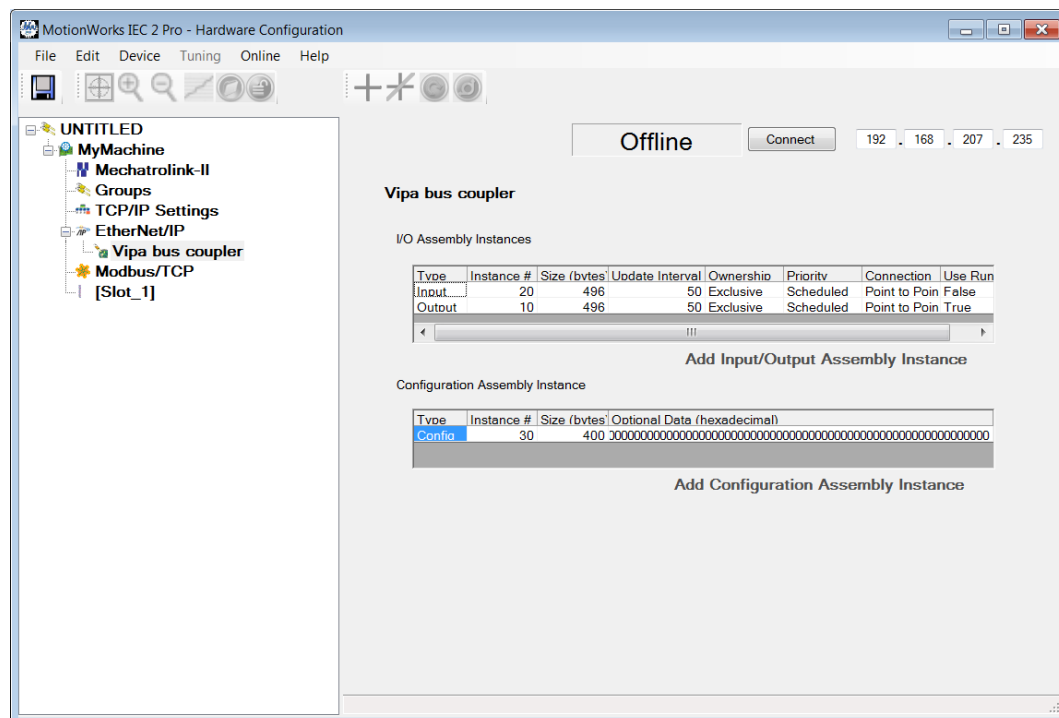 MotionWorks IEC 2 Pro - Hardware Configuration
File Edit Device Tuning Online Help
UNTITLED
MyMachine
Mechatrolink-II
Groups
TCP/IP Settings
EtherNet/IP
Vipa bus coupler
Modbus/TCP
[Slot_1]
Offline Connect 192 . 168 . 207 . 235
Vipa bus coupler
I/O Assembly Instances
Type Instance # Size (bytes) Update Interval Ownership Priority Connection Use Run
Input 20 496 50 Exclusive Scheduled Point to Poin False
Output 10 496 50 Exclusive Scheduled Point to Poin True
Add Input/Output Assembly Instance
Configuration Assembly Instance
Type Instance # Size (bytes) Optional Data (hexadecimal)
Config 30 400
Add Configuration Assembly Instance